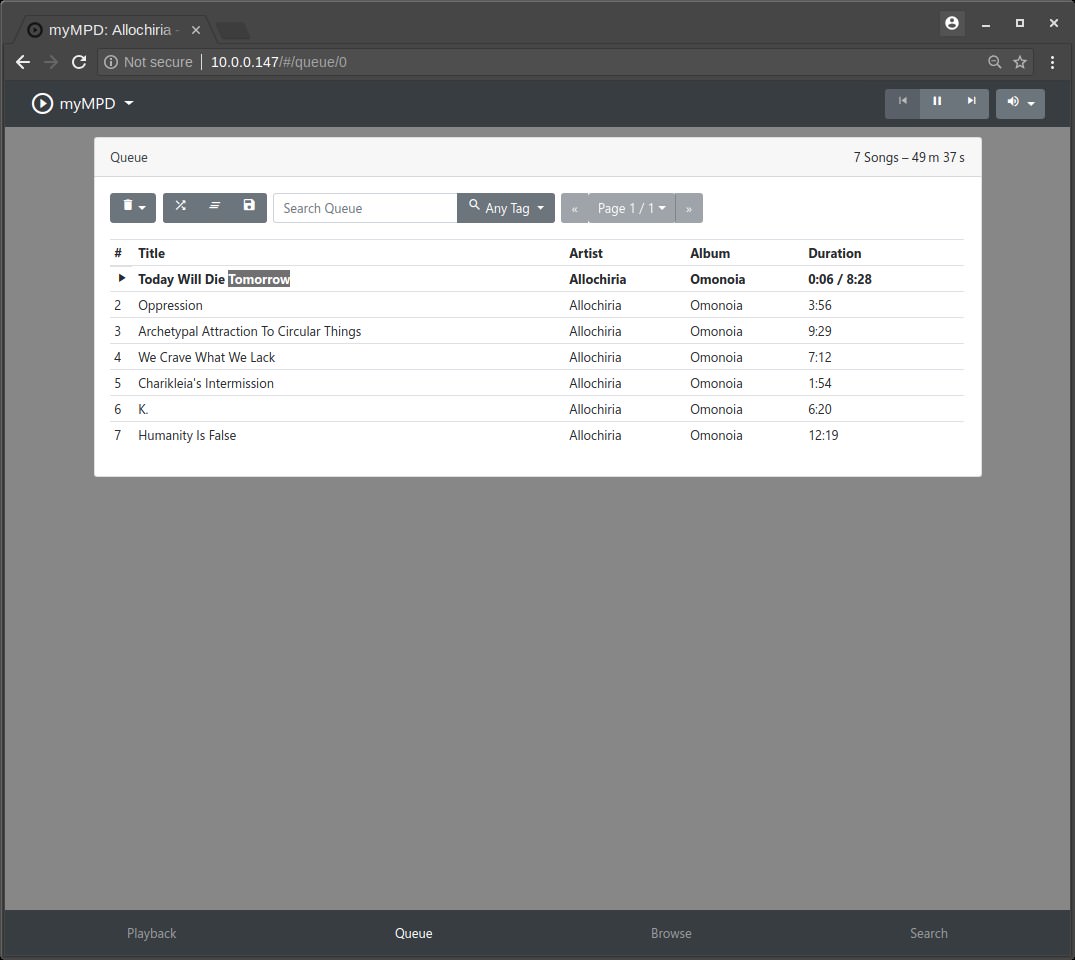 myMPD: Allochiria -
Not secure 10.0.0.147/#/queue/0
myMPD
Queue 7 Songs – 49 m 37 s
Search Queue Any Tag « Page 1 / 1 »
# Title Artist Album Duration
Today Will Die Tomorrow Allochiria Omonoia 0:06 / 8:28
2 Oppression Allochiria Omonoia 3:56
3 Archetypal Attraction To Circular Things Allochiria Omonoia 9:29
4 We Crave What We Lack Allochiria Omonoia 7:12
5 Charikleia's Intermission Allochiria Omonoia 1:54
6 K. Allochiria Omonoia 6:20
7 Humanity Is False Allochiria Omonoia 12:19
Playback Queue Browse Search